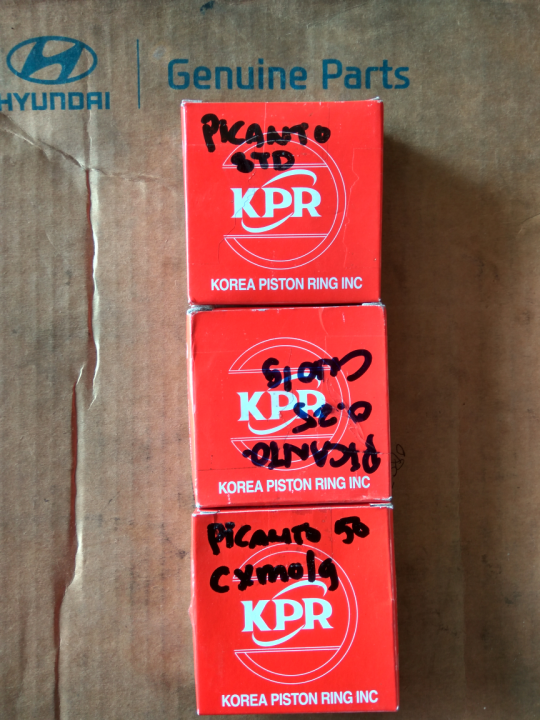 HYUNDAI
Genuine Parts
PICANTO
STD
KPR
KOREA PISTON RING INC
PICANTO
0.25
KPR
KOREA PISTON RING INC
PICANTO 50
CXMO19
KPR
KOREA PISTON RING INC